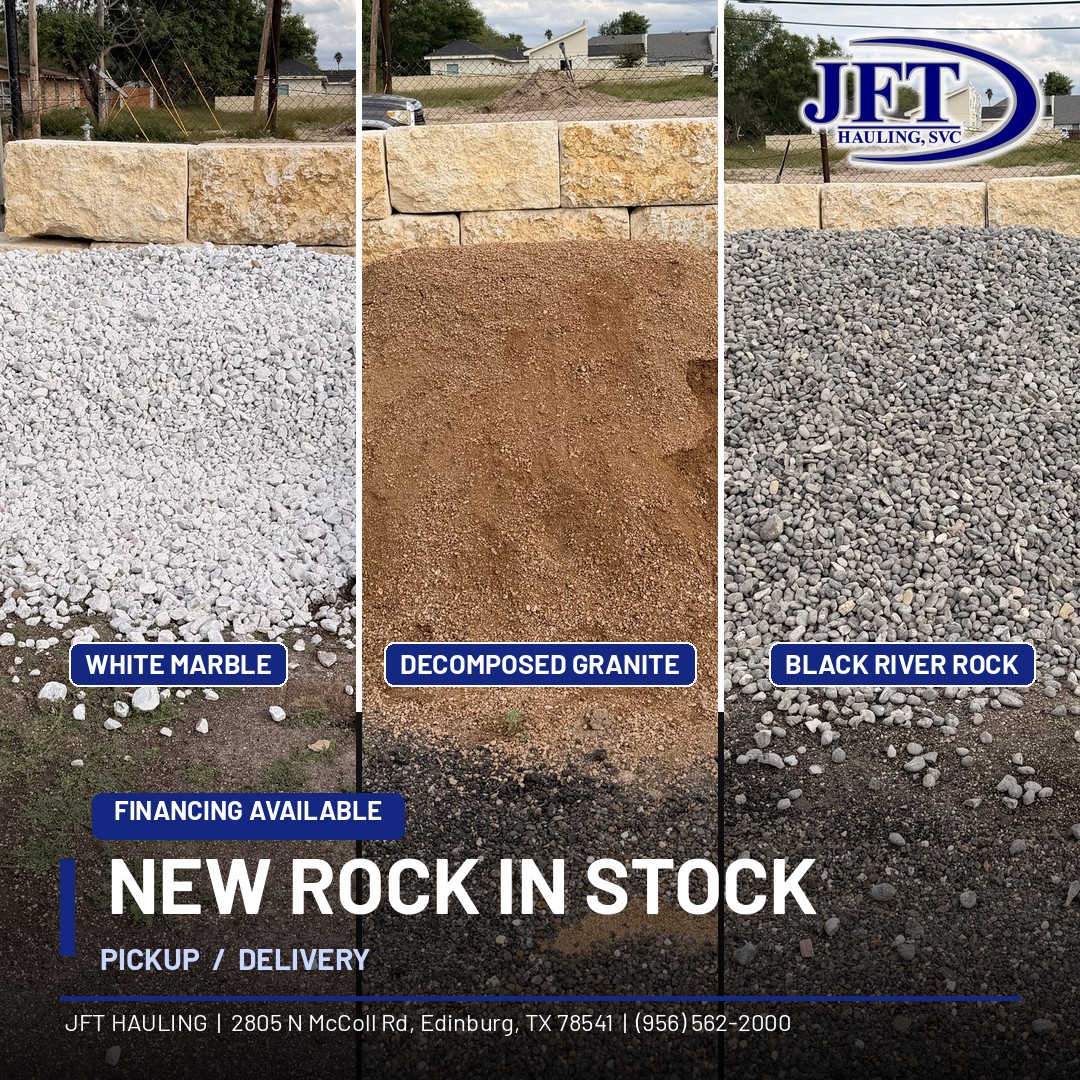 JFT
HAULING, SVC
WHITE MARBLE
DECOMPOSED GRANITE
BLACK RIVER ROCK
FINANCING AVAILABLE
NEW ROCK IN STOCK
PICKUP / DELIVERY
JFT HAULING | 2805 N McColl Rd, Edinburg, TX 78541 | (956) 562-2000